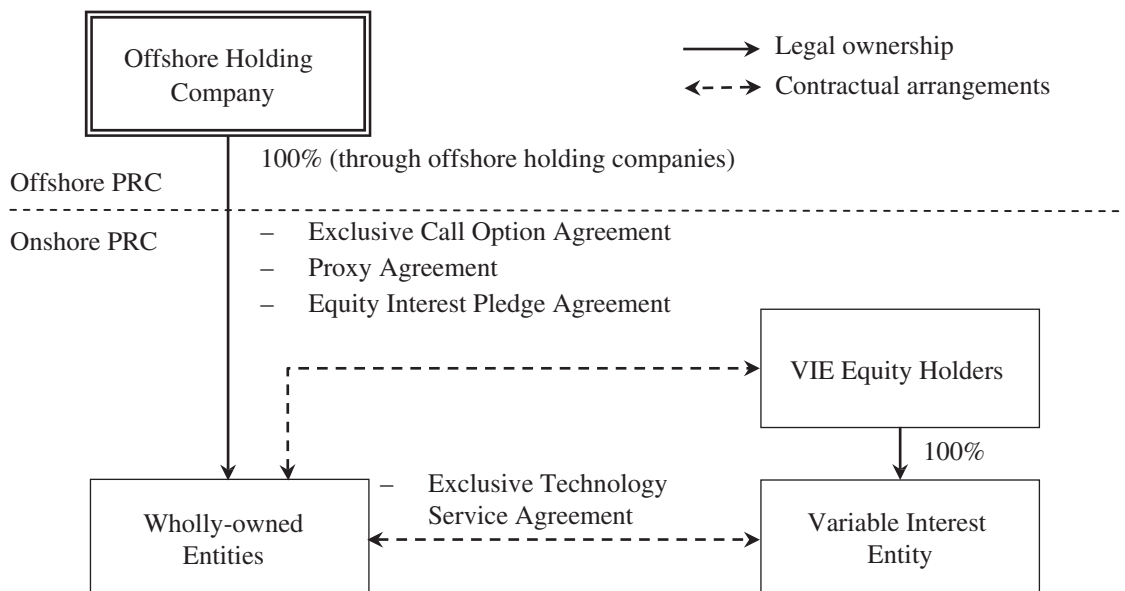 Offshore Holding
Company
Legal ownership
Contractual arrangements
100% (through offshore holding companies)
Offshore PRC
Onshore PRC
– Exclusive Call Option Agreement
– Proxy Agreement
– Equity Interest Pledge Agreement
VIE Equity Holders
100%
– Exclusive Technology
Service Agreement
Wholly-owned
Entities
Variable Interest
Entity